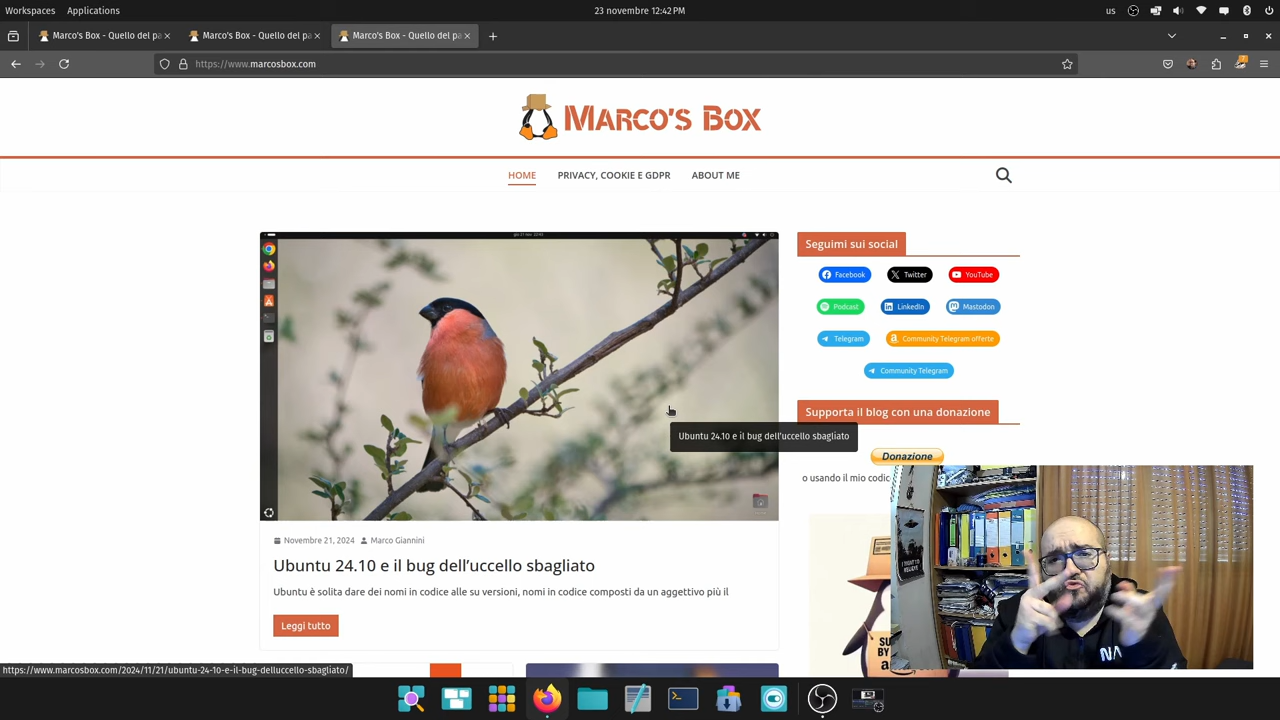 Workspaces
Applications
23 novembre 12:42 PM
us
Marco's Box - Quello del pa
Marco's Box - Quello del pa
Marco's Box - Quello del pa
https://www.marcosbox.com
MARCO'S BOX
HOME
PRIVACY, COOKIE E GDPR
ABOUT ME
Ubuntu 24.10 e il bug dell'uccello sbagliato
Novembre 21, 2024
Marco Giannini
Ubuntu 24.10 e il bug dell'uccello sbagliato
Ubuntu è solita dare dei nomi in codice alle su versioni, nomi in codice composti da un aggettivo più il
Leggi tutto
Seguimi sui social
Facebook
Twitter
YouTube
Podcast
LinkedIn
Mastodon
Telegram
Community Telegram offerte
Community Telegram
Supporta il blog con una donazione
Donazione
o usando il mio codic
SU
BY
a
I WANT TO
BELIEVE
NA
https://www.marcosbox.com/2024/11/21/ubuntu-24-10-e-il-bug-delluccello-sbagliato/